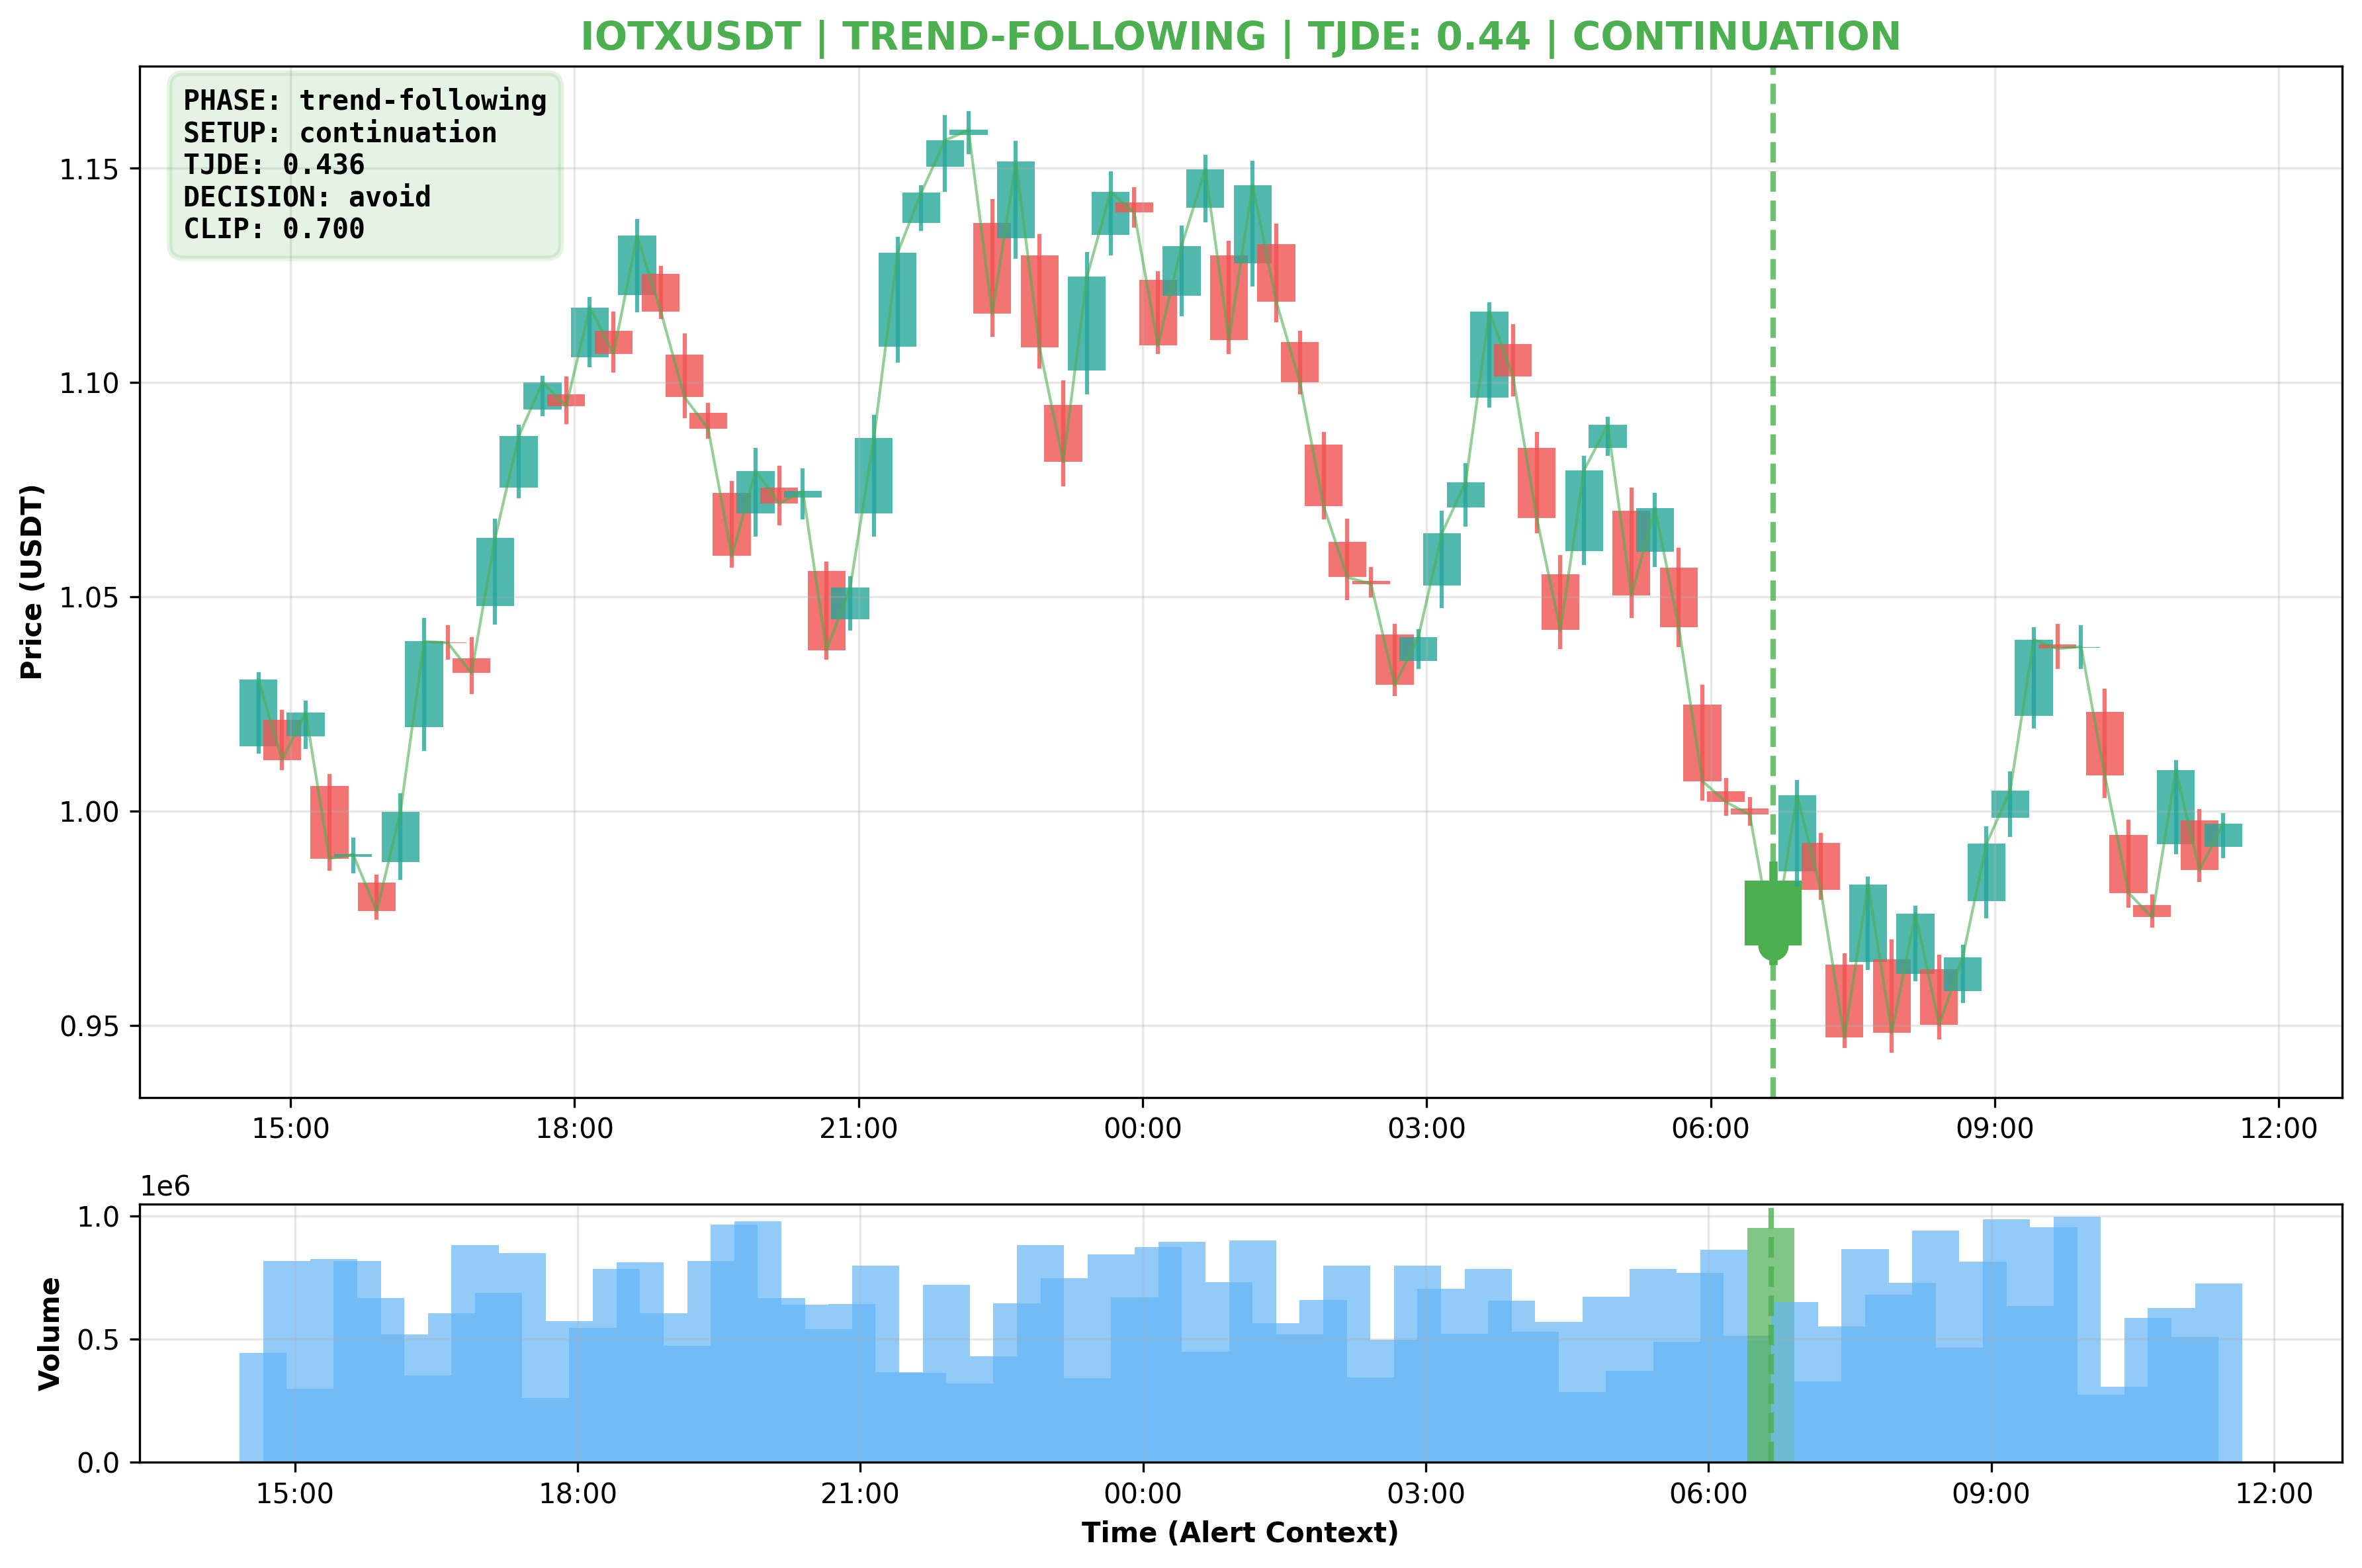 IOTXUSDT | TREND-FOLLOWING | TJDE: 0.44 | CONTINUATION
PHASE: trend-following
SETUP: continuation
TJDE: 0.436
DECISION: avoid
CLIP: 0.700
Price (USDT)
1.15
1.10
1.05
1.00
0.95
15:00 18:00 21:00 00:00 03:00 06:00 09:00 12:00
1e6
Volume
1.0
0.5
0.0
15:00 18:00 21:00 00:00 03:00 06:00 09:00 12:00
Time (Alert Context)